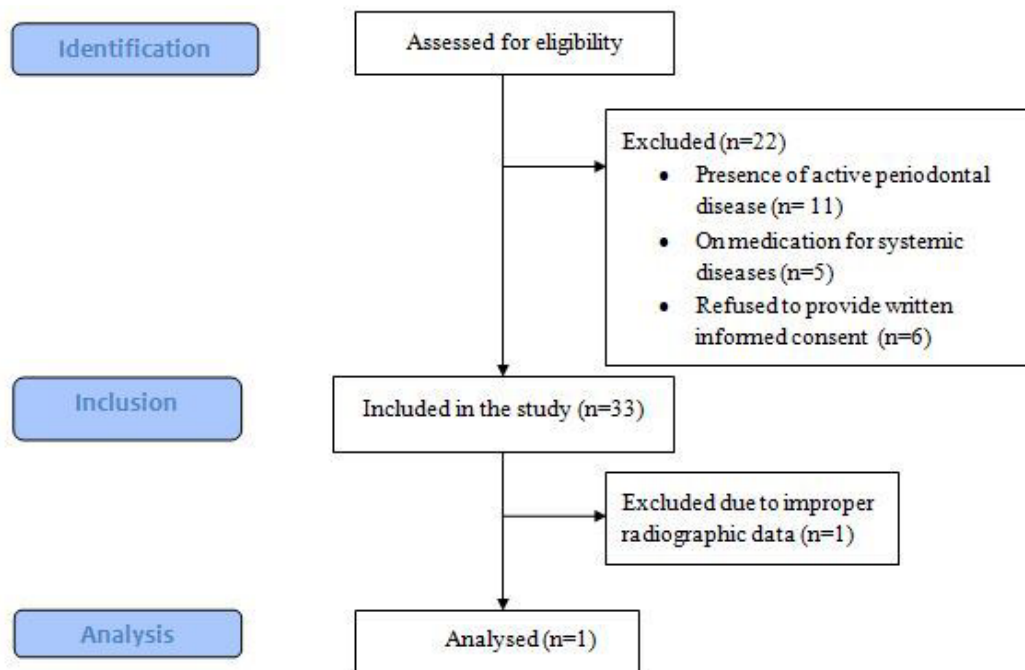 Identification
Assessed for eligibility
Excluded (n=22)
• Presence of active periodontal
disease (n= 11)
• On medication for systemic
diseases (n=5)
• Refused to provide written
informed consent (n=6)
Inclusion
Included in the study (n=33)
Excluded due to improper
radiographic data (n=1)
Analysis
Analysed (n=1)